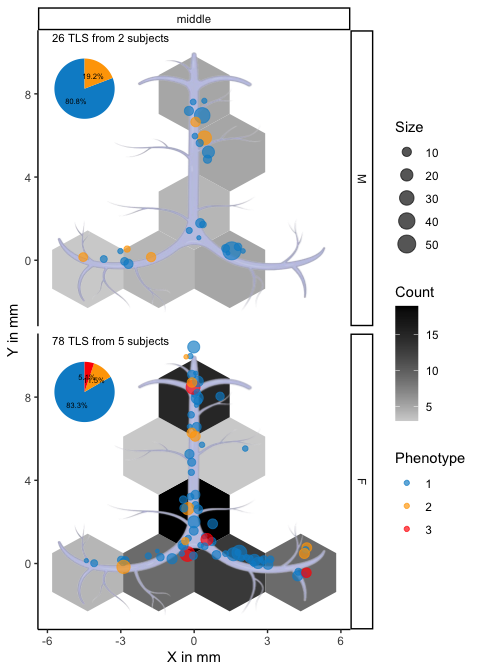 middle
26 TLS from 2 subjects
19.2%
80.8%
8
4
0
M
78 TLS from 5 subjects
83.3%
8
4
0
F
-6 -3 0 3 6
X in mm
Y in mm
Size
10
20
30
40
50
Count
15
10
5
Phenotype
1
2
3